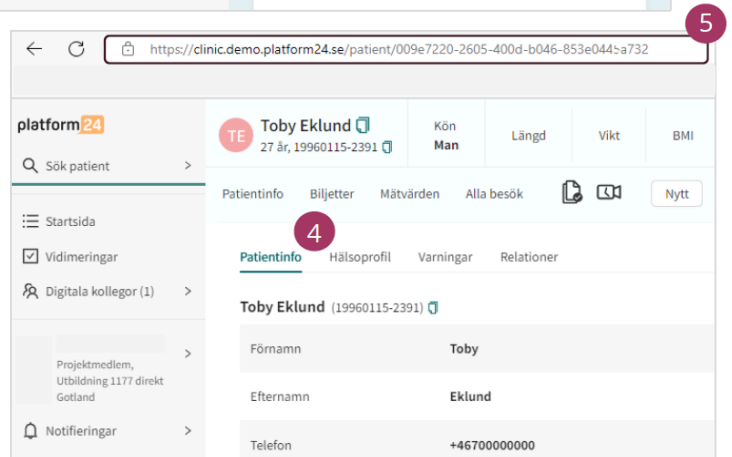 5
https://clinic.demo.platform24.se/patient/009e7220-2605-400d-b046-853e0445a732
platform24
Sök patient
Startsida
Vidimeringar
Digitala kollegor (1)
Projektmedlem,
Utbildning 1177 direkt
Gotland
Notifieringar
TE
Toby Eklund
27 år, 19960115-2391
Kön
Man
Längd
Vikt
BMI
Patientinfo Biljetter Mätvärden Alla besök Nytt
4
Patientinfo Hälsoprofil Varningar Relationer
Toby Eklund (19960115-2391)
Förnamn Toby
Efternamn Eklund
Telefon +46700000000